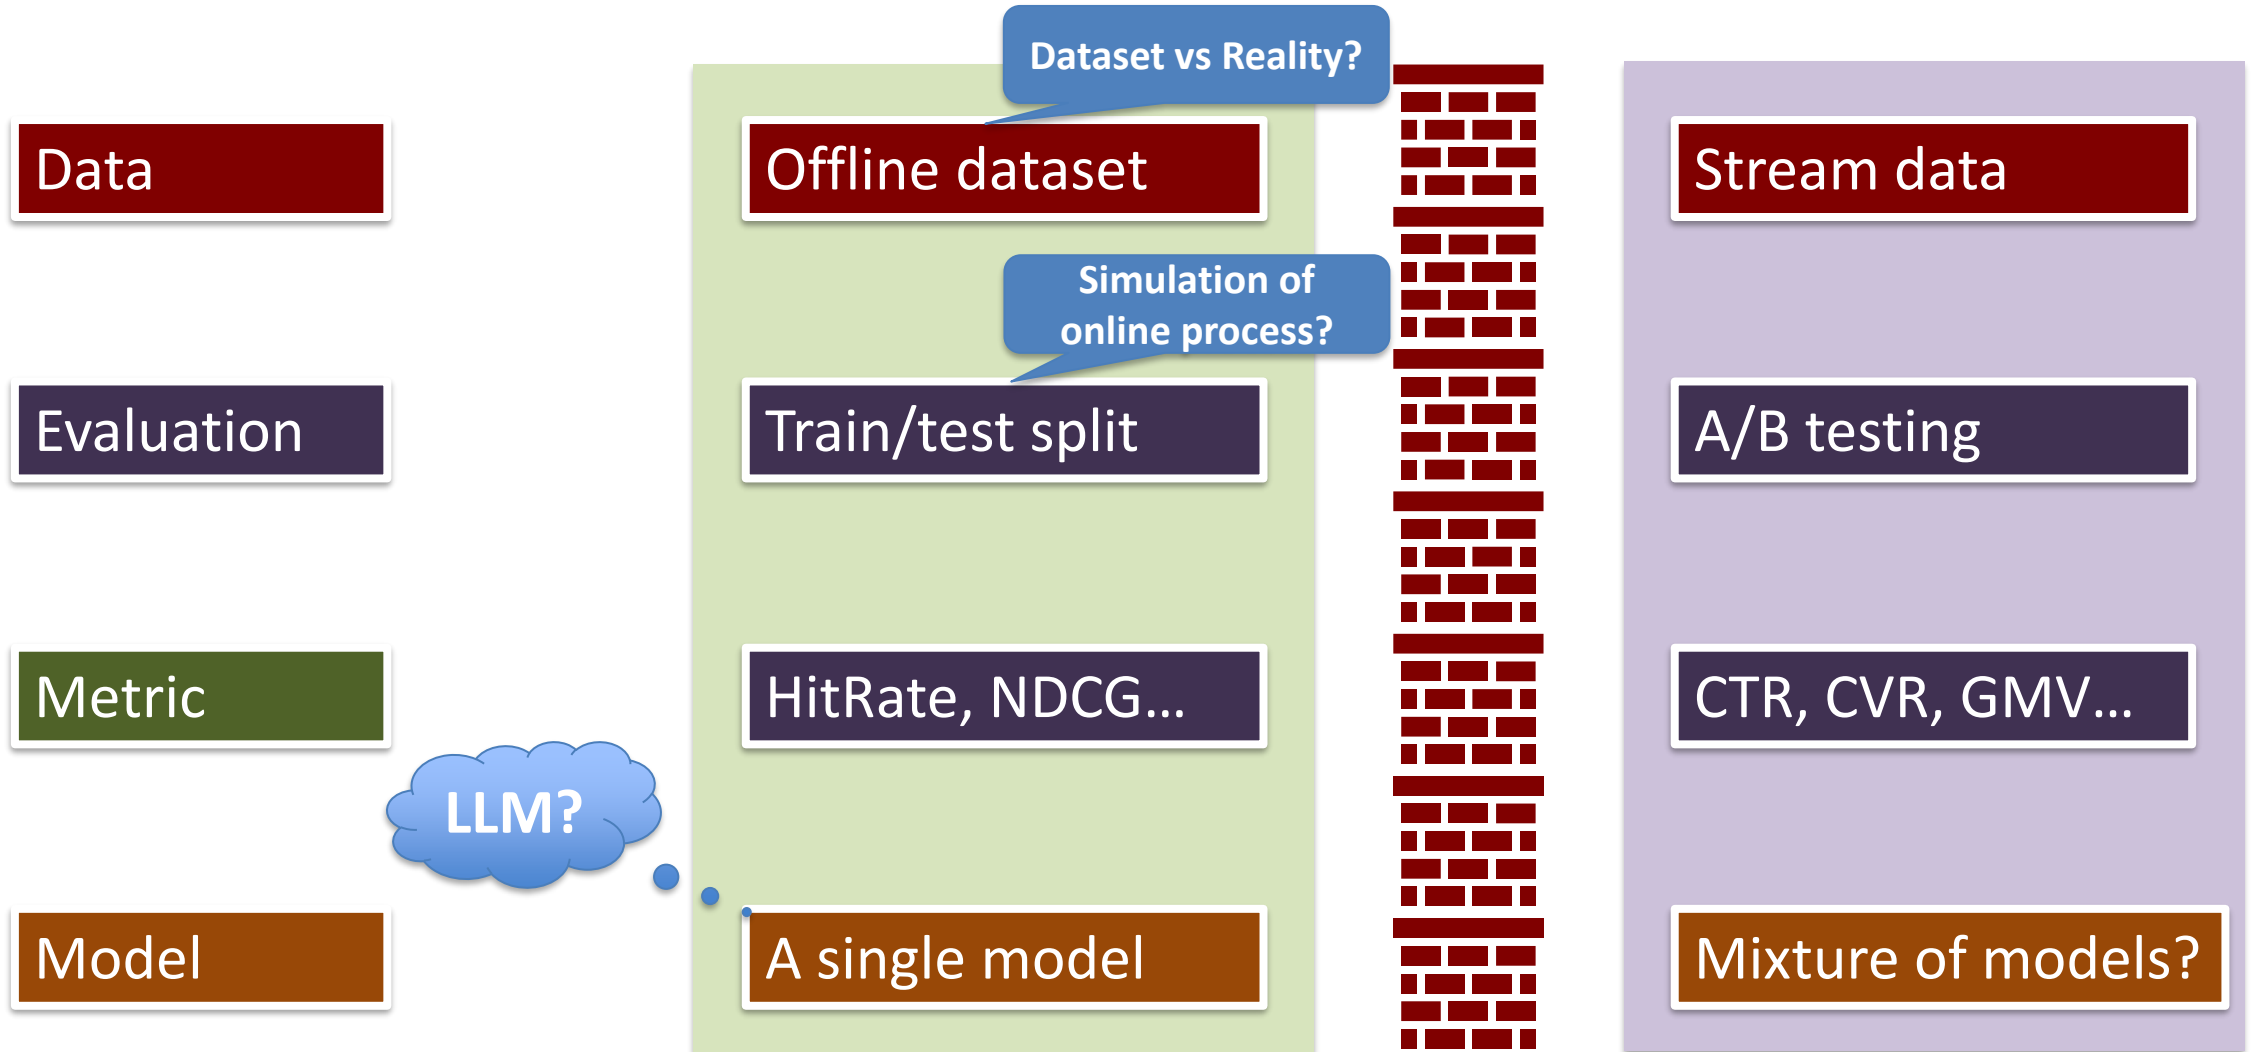 Dataset vs Reality?
Data
Offline dataset
Stream data
Simulation of
online process?
Evaluation
Train/test split
A/B testing
Metric
HitRate, NDCG...
CTR, CVR, GMV...
LLM?
Model
A single model
Mixture of models?